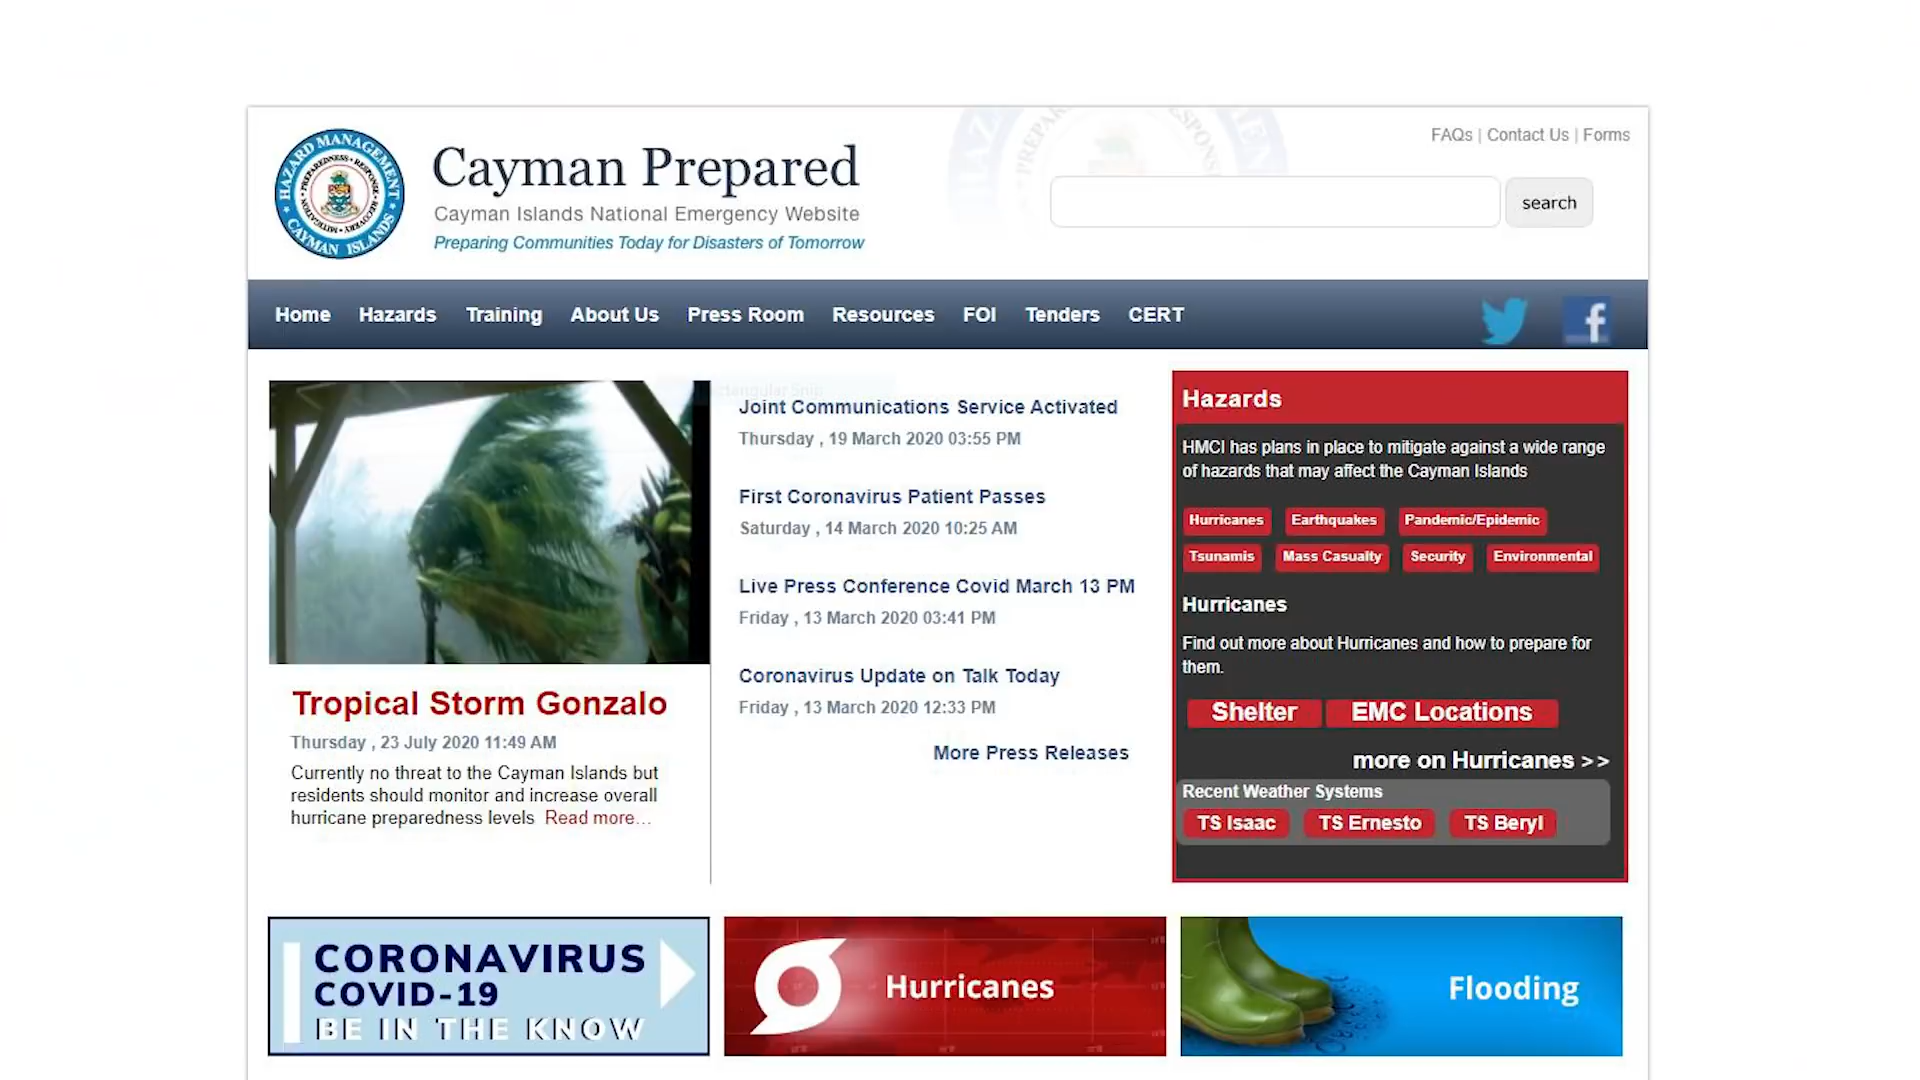 HAZARD MANAGEMENT
CAYMAN ISLANDS
PREPAREDNESS · RESPONSE · RECOVERY · MITIGATION
Cayman Prepared
Cayman Islands National Emergency Website
Preparing Communities Today for Disasters of Tomorrow
FAQs | Contact Us | Forms
search
Home Hazards Training About Us Press Room Resources FOI Tenders CERT
Tropical Storm Gonzalo
Thursday , 23 July 2020 11:49 AM
Currently no threat to the Cayman Islands but
residents should monitor and increase overall
hurricane preparedness levels Read more...
Joint Communications Service Activated
Thursday , 19 March 2020 03:55 PM
First Coronavirus Patient Passes
Saturday , 14 March 2020 10:25 AM
Live Press Conference Covid March 13 PM
Friday , 13 March 2020 03:41 PM
Coronavirus Update on Talk Today
Friday , 13 March 2020 12:33 PM
More Press Releases
Hazards
HMCI has plans in place to mitigate against a wide range
of hazards that may affect the Cayman Islands
Hurricanes Earthquakes Pandemic/Epidemic
Tsunamis Mass Casualty Security Environmental
Hurricanes
Find out more about Hurricanes and how to prepare for
them.
Shelter EMC Locations
more on Hurricanes >>
Recent Weather Systems
TS Isaac TS Ernesto TS Beryl
CORONAVIRUS
COVID-19
BE IN THE KNOW
Hurricanes
Flooding